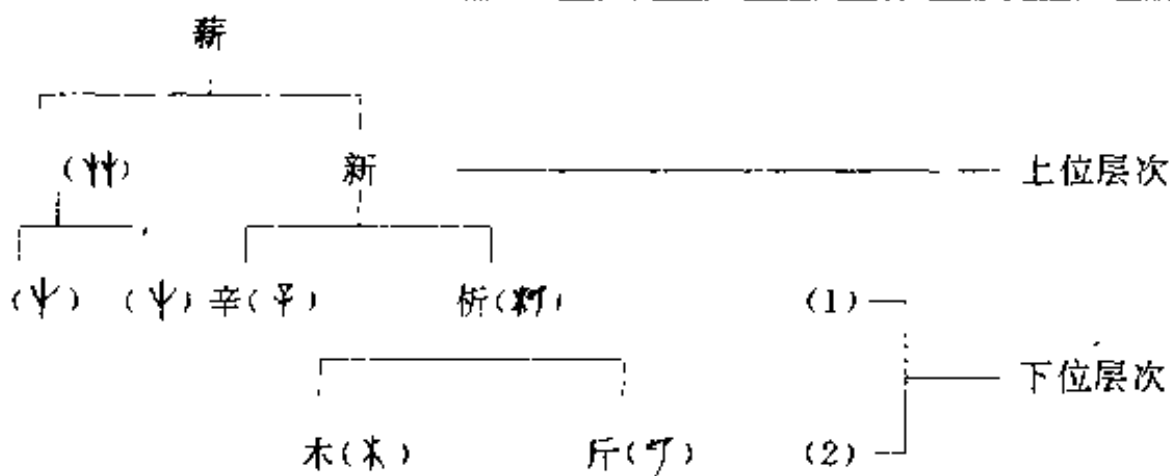 薪
(艸) 新 上位层次
(屮) (屮) 辛( ) 析( ) (1)
下位层次
木( ) 斤( ) (2)